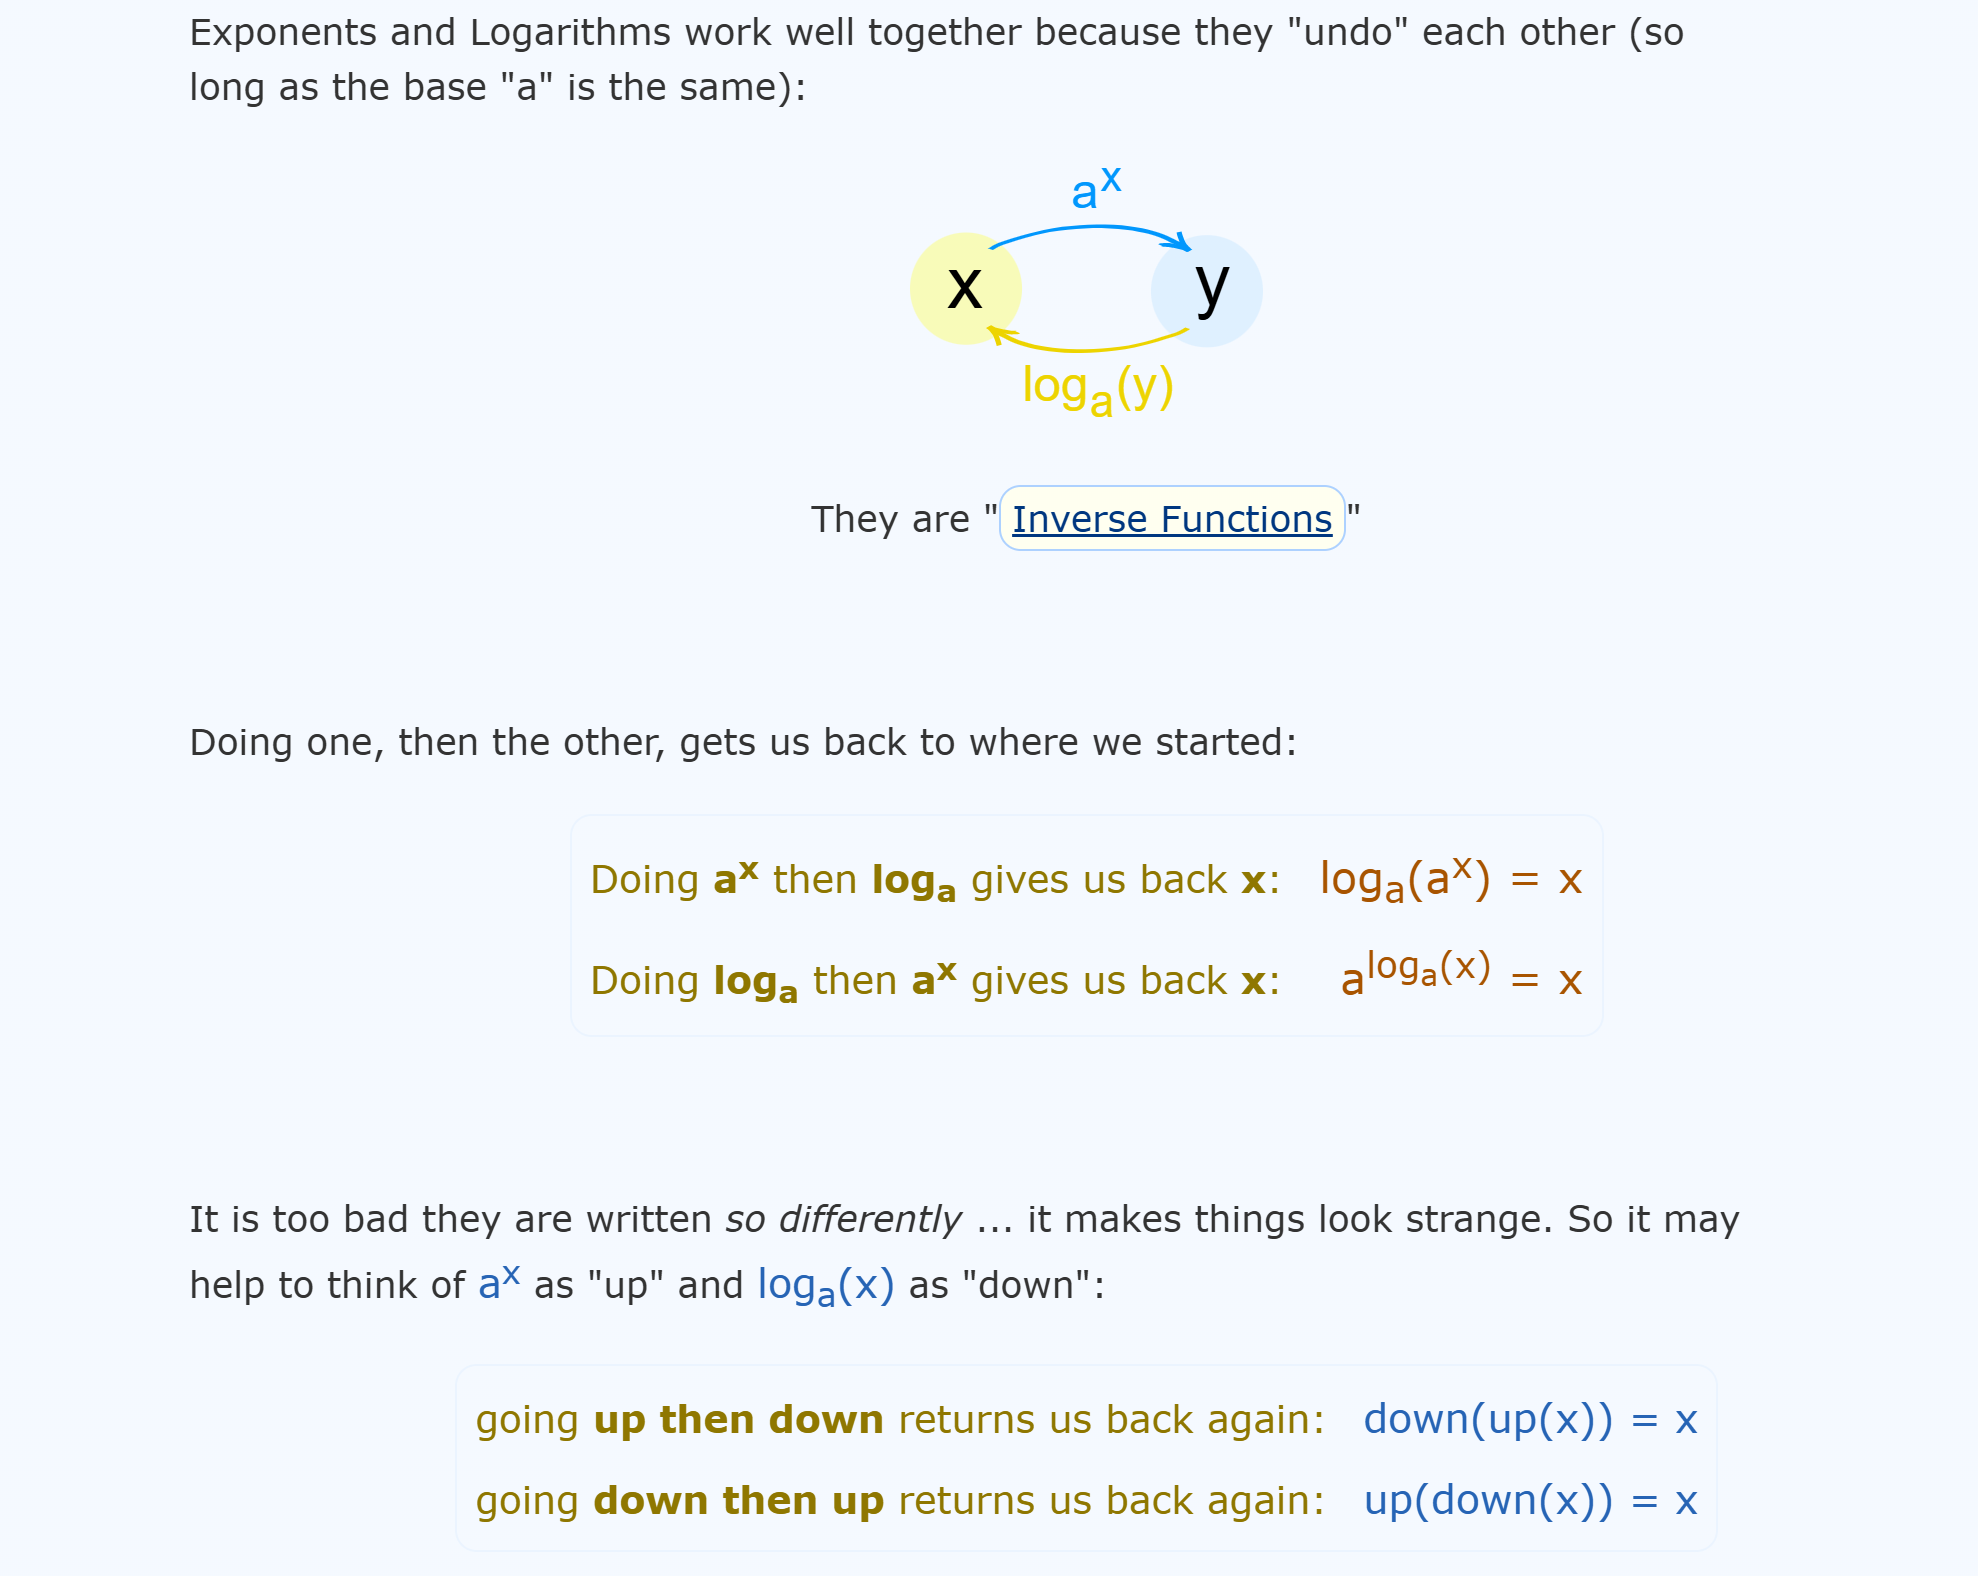 Exponents and Logarithms work well together because they "undo" each other (so
long as the base "a" is the same):
aˣ
x
y
logₐ(y)
They are "Inverse Functions"
Doing one, then the other, gets us back to where we started:
Doing aˣ then logₐ gives us back x: logₐ(aˣ) = x
Doing logₐ then aˣ gives us back x: a^logₐ(x) = x
It is too bad they are written so differently ... it makes things look strange. So it may
help to think of aˣ as "up" and logₐ(x) as "down":
going up then down returns us back again: down(up(x)) = x
going down then up returns us back again: up(down(x)) = x